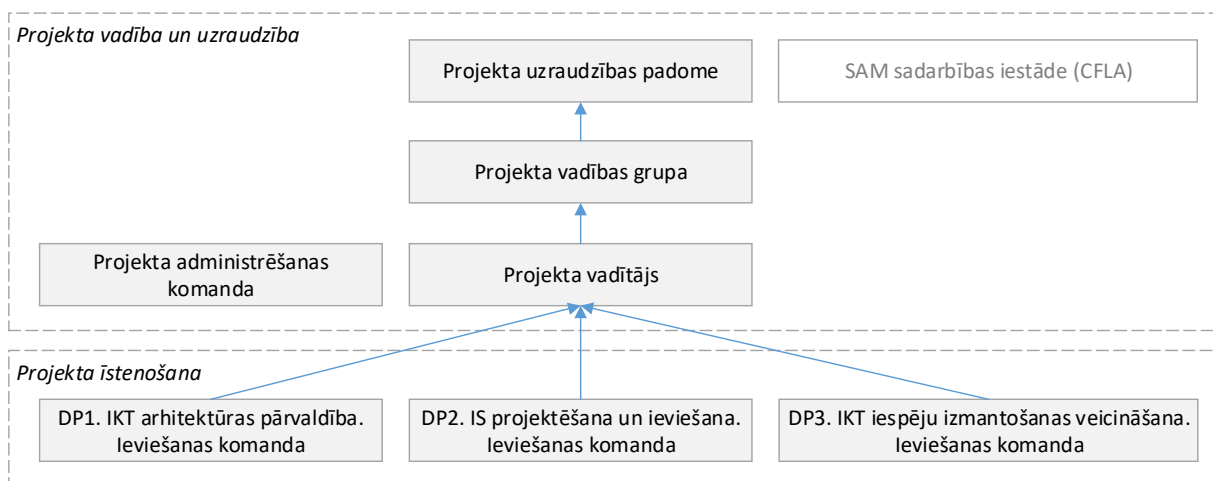 Projekta vadība un uzraudzība
Projekta uzraudzības padome
SAM sadarbības iestāde (CFLA)
Projekta vadības grupa
Projekta administrēšanas
komanda
Projekta vadītājs
Projekta īstenošana
DP1. IKT arhitektūras pārvaldība.
Ieviešanas komanda
DP2. IS projektēšana un ieviešana.
Ieviešanas komanda
DP3. IKT iespēju izmantošanas veicināšana.
Ieviešanas komanda